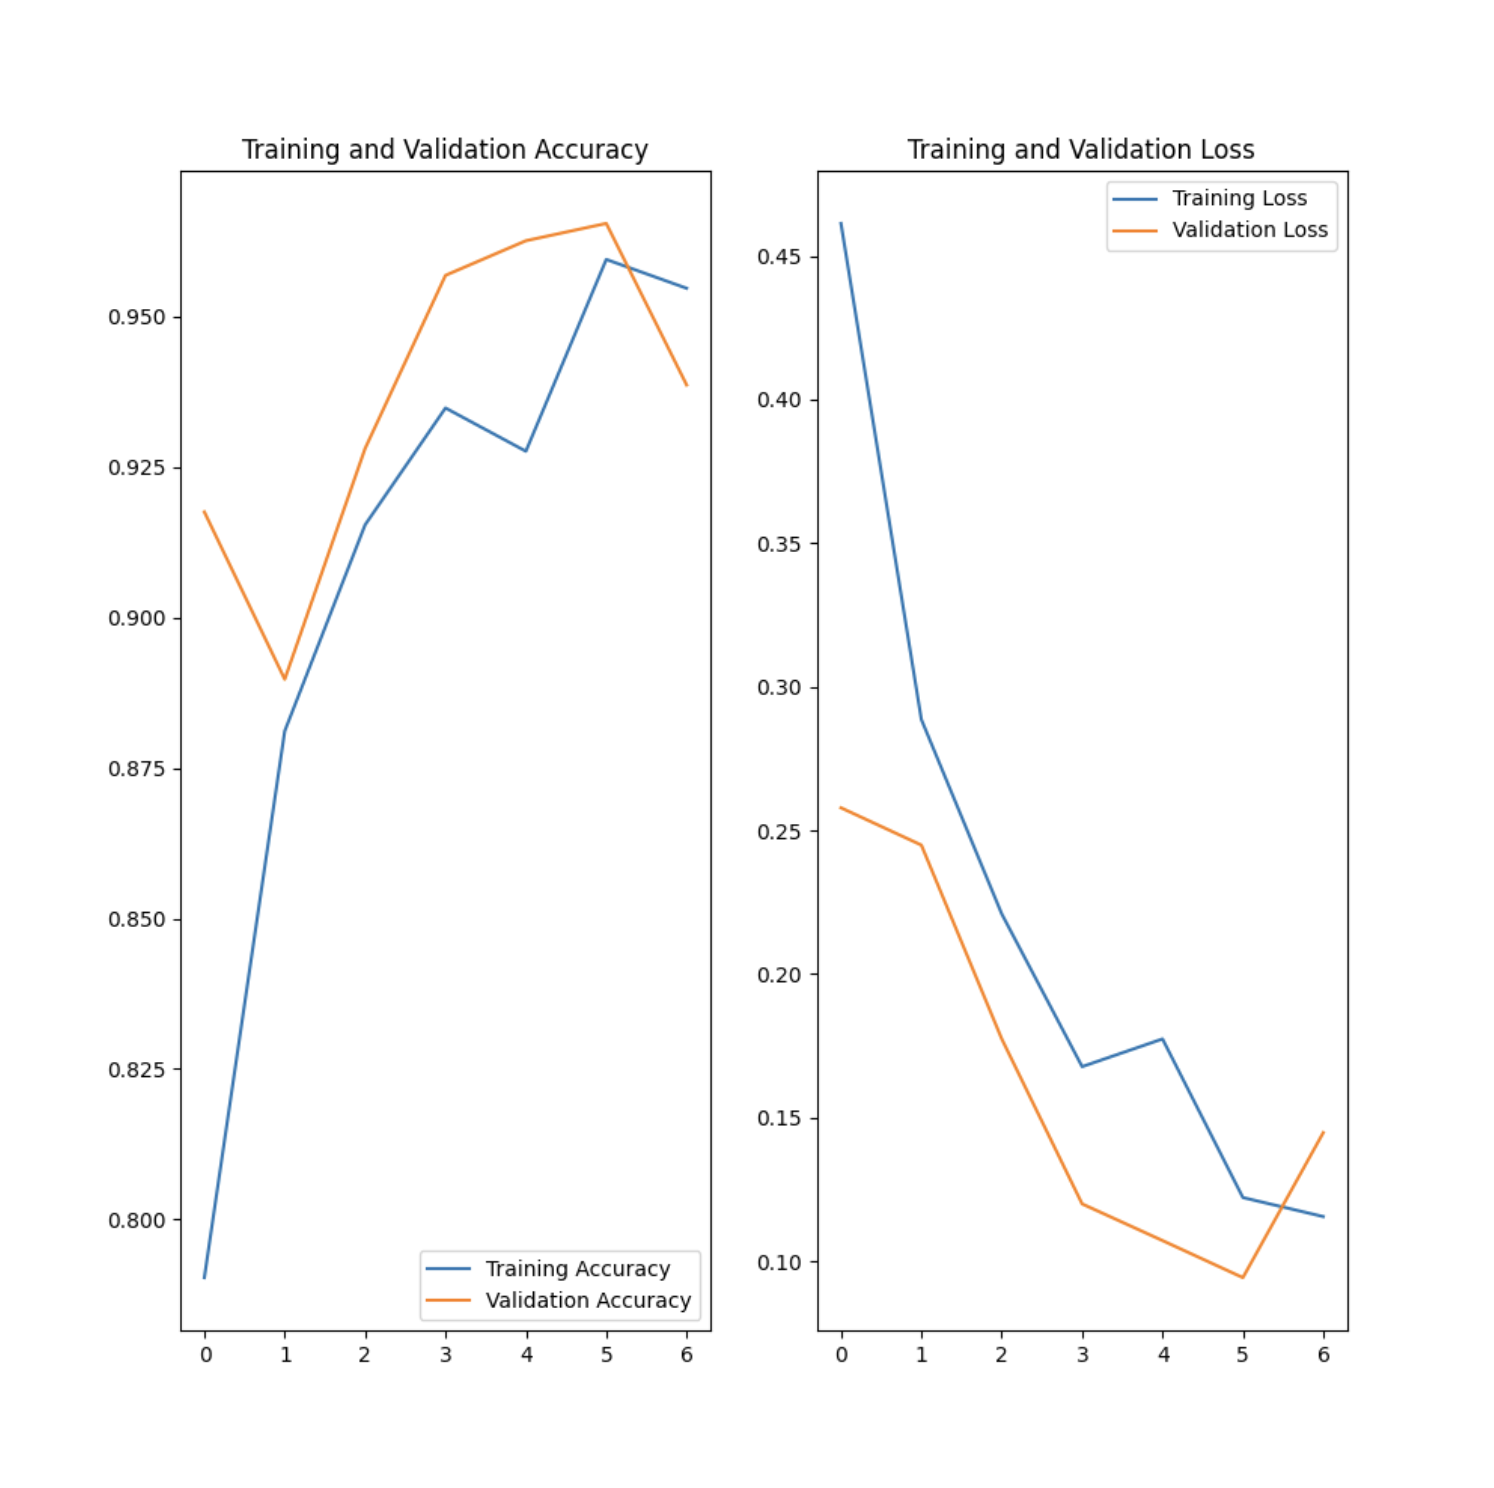 Training and Validation Accuracy
0.950
0.925
0.900
0.875
0.850
0.825
0.800
Training Accuracy
Validation Accuracy
0 1 2 3 4 5 6
Training and Validation Loss
Training Loss
Validation Loss
0.45
0.40
0.35
0.30
0.25
0.20
0.15
0.10
0 1 2 3 4 5 6